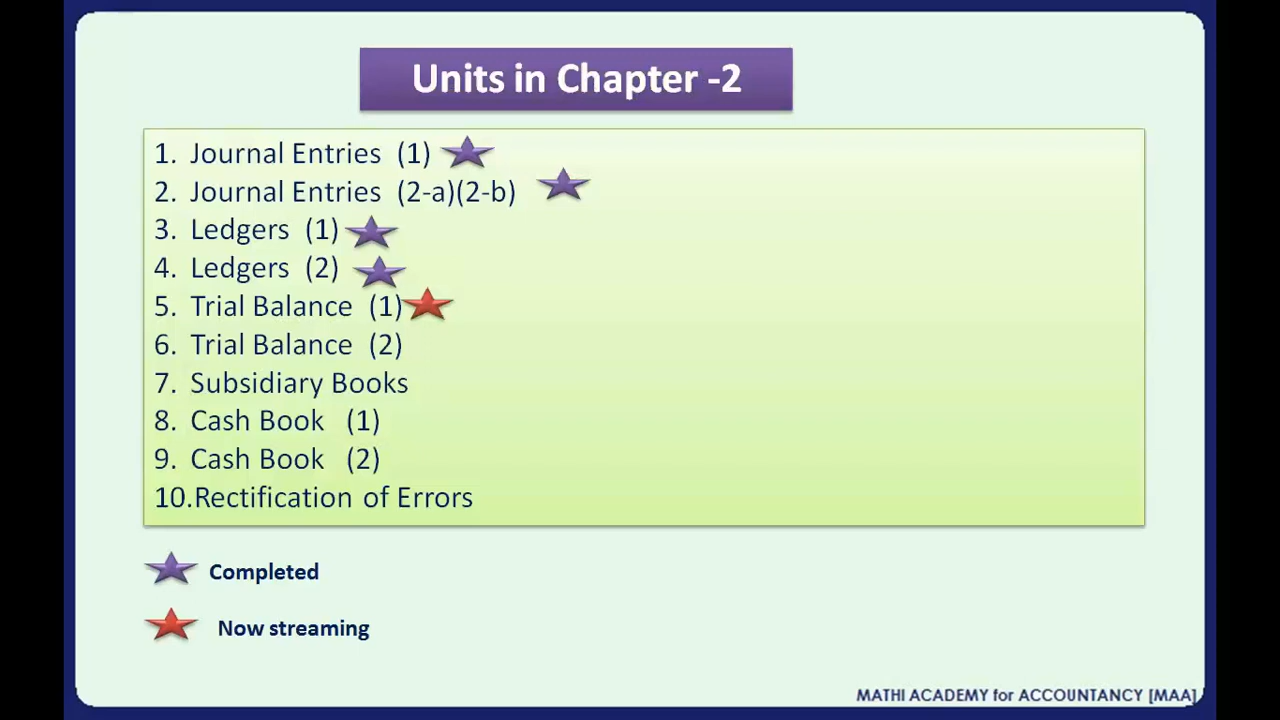 Units in Chapter -2
1. Journal Entries (1)
2. Journal Entries (2-a)(2-b)
3. Ledgers (1)
4. Ledgers (2)
5. Trial Balance (1)
6. Trial Balance (2)
7. Subsidiary Books
8. Cash Book (1)
9. Cash Book (2)
10.Rectification of Errors
Completed
Now streaming
MATHI ACADEMY for ACCOUNTANCY [MAA]